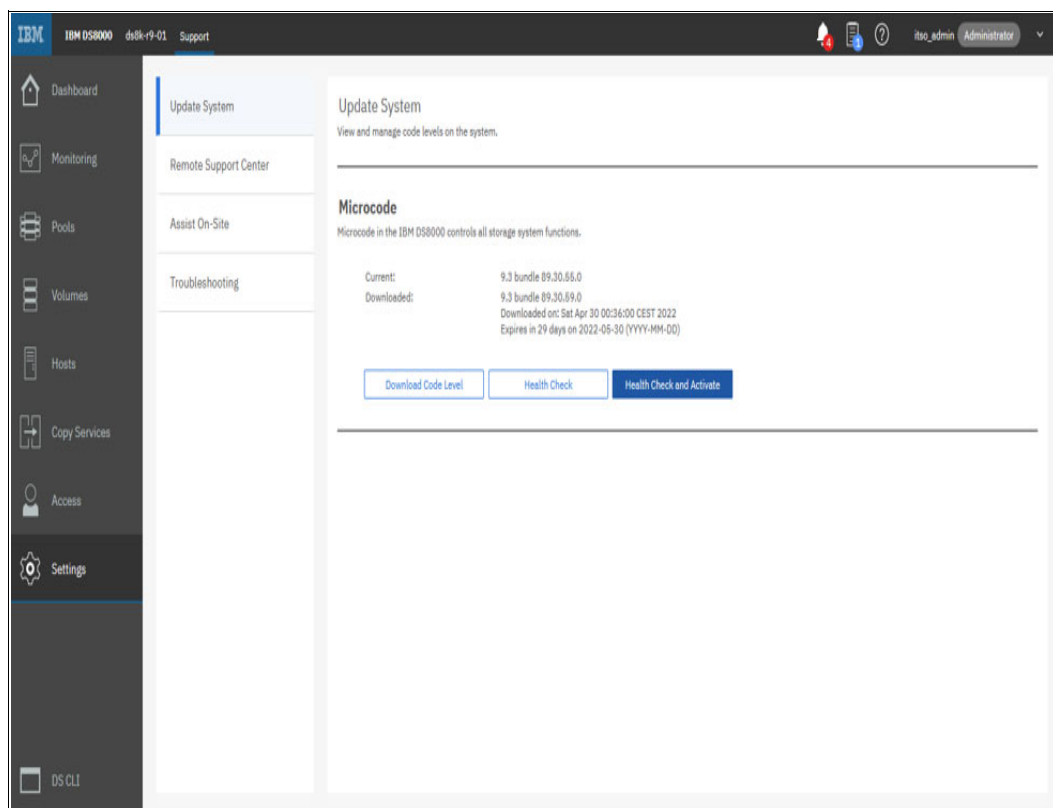 IBM IBM DS8000 ds8k-r9-01 Support 4 1 ? itso_admin Administrator
Dashboard
Monitoring
Pools
Volumes
Hosts
Copy Services
Access
Settings
DS CLI
Update System
Remote Support Center
Assist On-Site
Troubleshooting
Update System
View and manage code levels on the system.
Microcode
Microcode in the IBM DS8000 controls all storage system functions.
Current: 9.3 bundle 89.30.55.0
Downloaded: 9.3 bundle 89.30.59.0
Downloaded on: Sat Apr 30 00:36:00 CEST 2022
Expires in 29 days on 2022-05-30 (YYYY-MM-DD)
Download Code Level Health Check Health Check and Activate